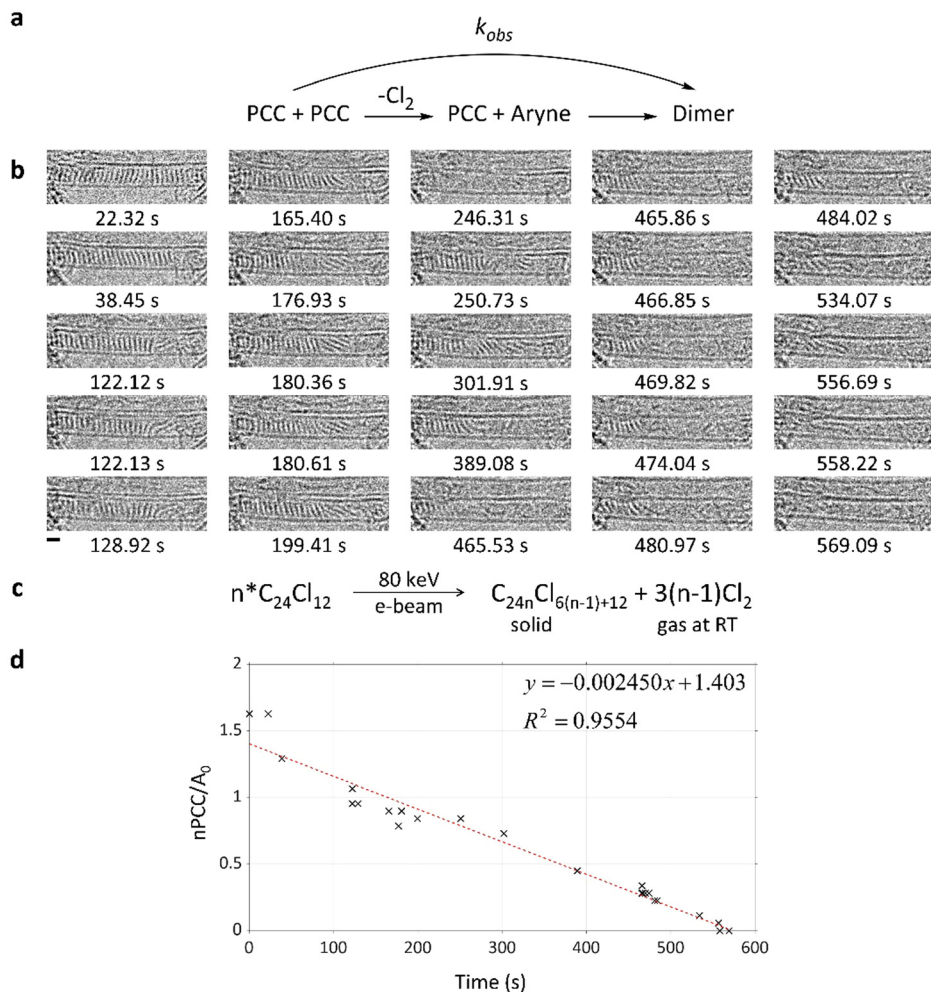 a
k_obs
-Cl₂
PCC + PCC PCC + Aryne Dimer
b
22.32 s 165.40 s 246.31 s 465.86 s 484.02 s
38.45 s 176.93 s 250.73 s 466.85 s 534.07 s
122.12 s 180.36 s 301.91 s 469.82 s 556.69 s
122.13 s 180.61 s 389.08 s 474.04 s 558.22 s
128.92 s 199.41 s 465.53 s 480.97 s 569.09 s
c
80 keV
n*C₂₄Cl₁₂ C₂₄ₙCl₆₍ₙ₋₁₎₊₁₂ + 3(n-1)Cl₂
e-beam
solid gas at RT
d
y = −0.002450x + 1.403
R² = 0.9554
nPCC/A₀
2
1.5
1
0.5
0
0 100 200 300 400 500 600
Time (s)